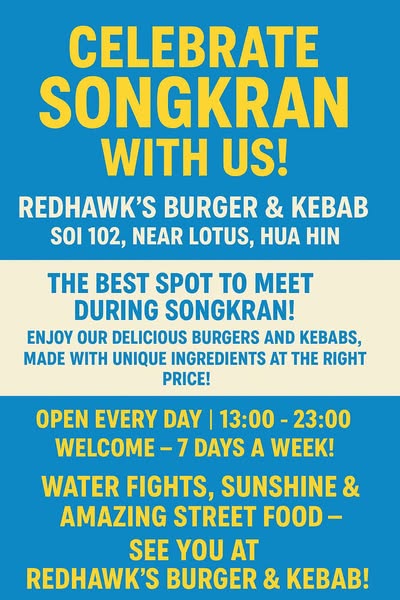 CELEBRATE
SONGKRAN
WITH US!
REDHAWK'S BURGER & KEBAB
SOI 102, NEAR LOTUS, HUA HIN
THE BEST SPOT TO MEET
DURING SONGKRAN!
ENJOY OUR DELICIOUS BURGERS AND KEBABS,
MADE WITH UNIQUE INGREDIENTS AT THE RIGHT
PRICE!
OPEN EVERY DAY | 13:00 - 23:00
WELCOME – 7 DAYS A WEEK!
WATER FIGHTS, SUNSHINE &
AMAZING STREET FOOD –
SEE YOU AT
REDHAWK'S BURGER & KEBAB!